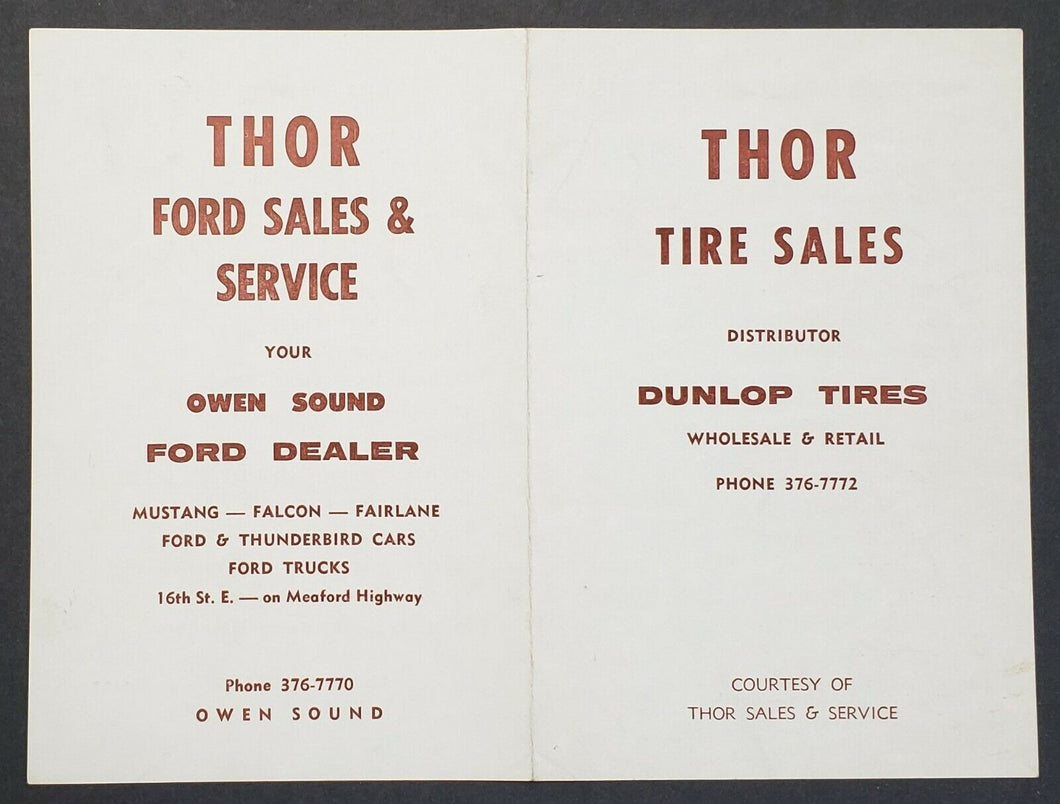 THOR
FORD SALES &
SERVICE
YOUR
OWEN SOUND
FORD DEALER
MUSTANG — FALCON — FAIRLANE
FORD & THUNDERBIRD CARS
FORD TRUCKS
16th St. E. — on Meaford Highway
Phone 376-7770
OWEN SOUND
THOR
TIRE SALES
DISTRIBUTOR
DUNLOP TIRES
WHOLESALE & RETAIL
PHONE 376-7772
COURTESY OF
THOR SALES & SERVICE